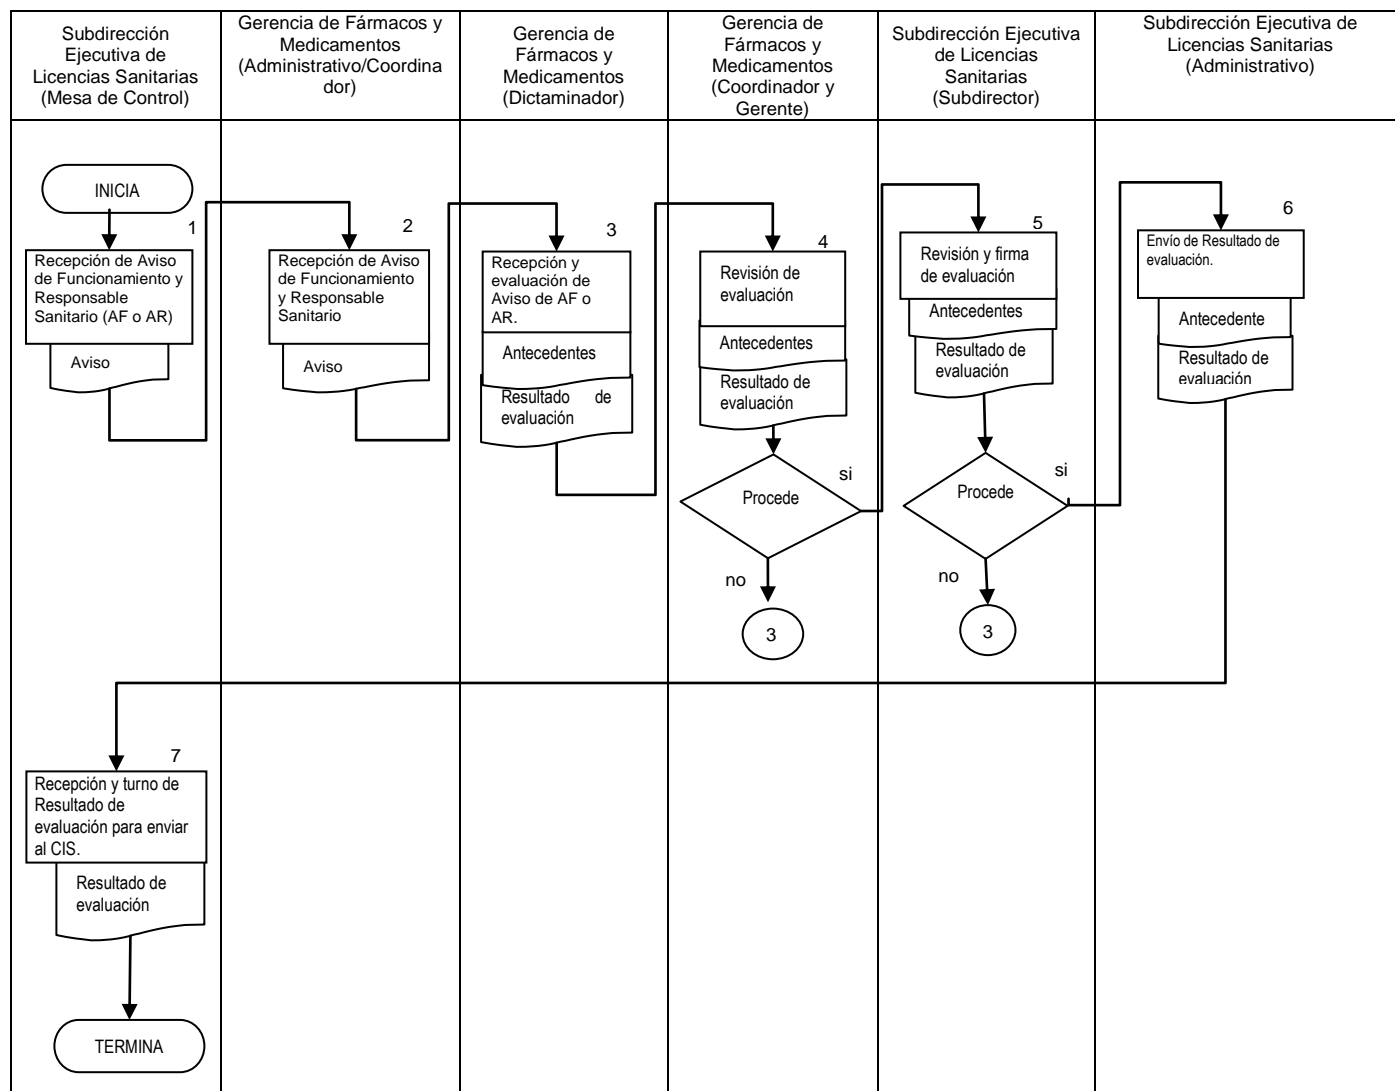 Subdirección
Ejecutiva de
Licencias Sanitarias
(Mesa de Control)
Gerencia de Fármacos y
Medicamentos
(Administrativo/Coordina
dor)
Gerencia de
Fármacos y
Medicamentos
(Dictaminador)
Gerencia de
Fármacos y
Medicamentos
(Coordinador y
Gerente)
Subdirección Ejecutiva
de Licencias
Sanitarias
(Subdirector)
Subdirección Ejecutiva de
Licencias Sanitarias
(Administrativo)
INICIA
1
Recepción de Aviso
de Funcionamiento y
Responsable
Sanitario (AF o AR)
Aviso
2
Recepción de Aviso
de Funcionamiento
y Responsable
Sanitario
Aviso
3
Recepción y
evaluación de
Aviso de AF o
AR.
Antecedentes
Resultado de
evaluación
4
Revisión de
evaluación
Antecedentes
Resultado de
evaluación
Procede
si
no
3
5
Revisión y firma
de evaluación
Antecedentes
Resultado de
evaluación
Procede
si
no
3
6
Envío de Resultado de
evaluación.
Antecedente
Resultado de
evaluación
7
Recepción y turno de
Resultado de
evaluación para enviar
al CIS.
Resultado de
evaluación
TERMINA